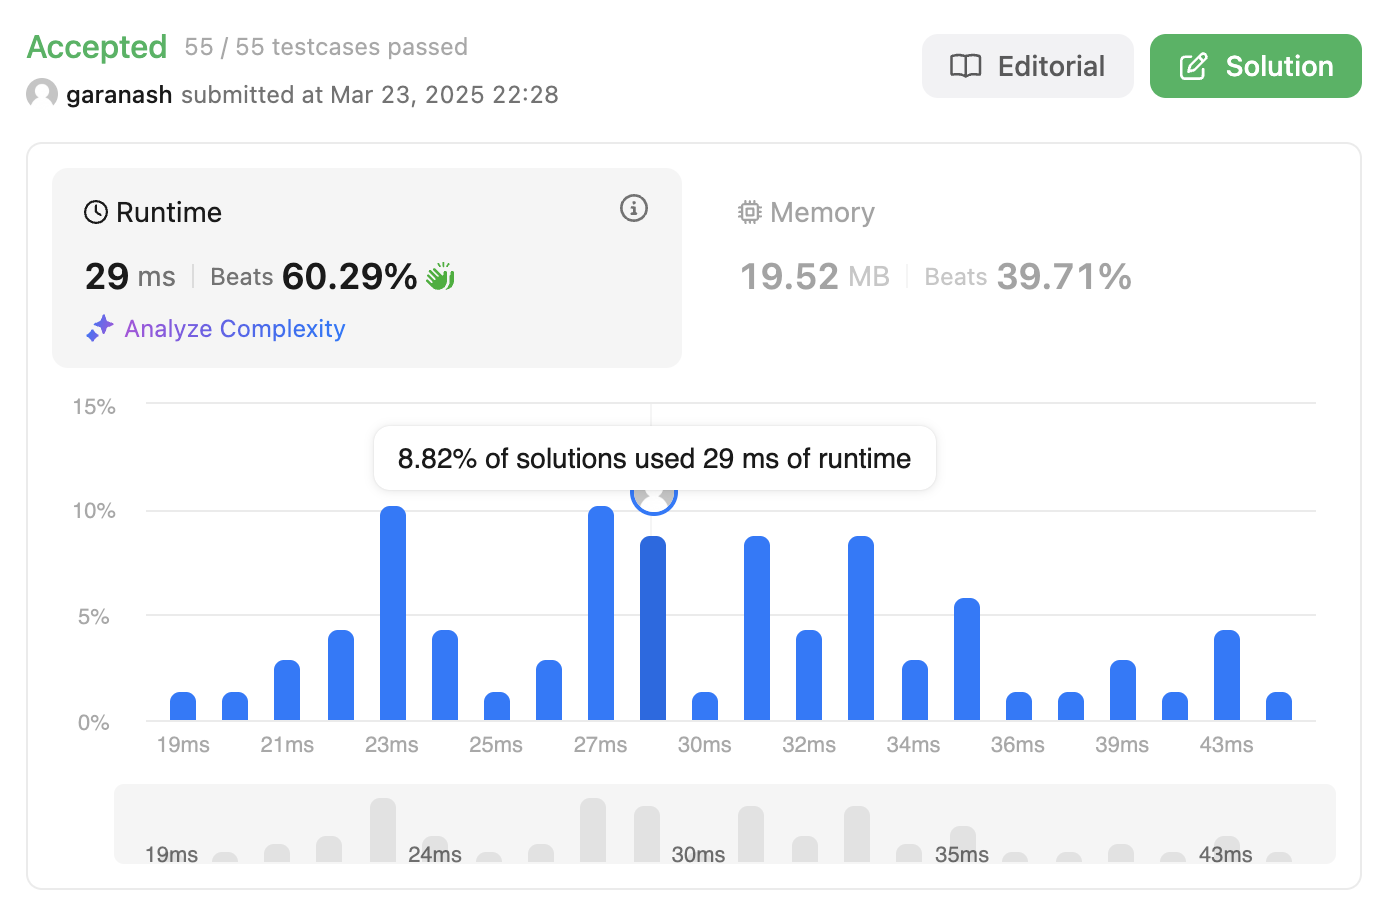 Accepted 55 / 55 testcases passed
garanash submitted at Mar 23, 2025 22:28
Editorial
Solution
Runtime
29 ms Beats 60.29%
Analyze Complexity
Memory
19.52 MB Beats 39.71%
15%
8.82% of solutions used 29 ms of runtime
10%
5%
0%
19ms 21ms 23ms 25ms 27ms 30ms 32ms 34ms 36ms 39ms 43ms
19ms 24ms 30ms 35ms 43ms